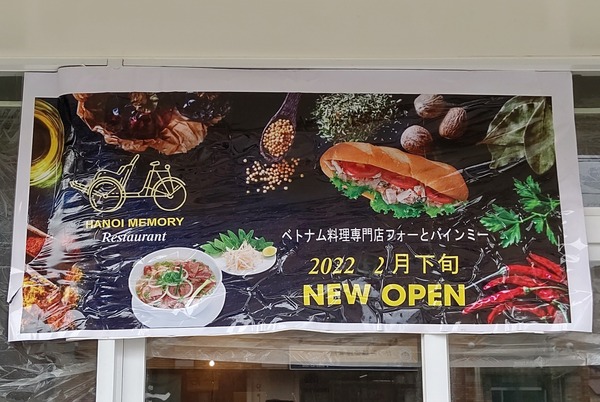 HANOI MEMORY
Restaurant
ベトナム料理専門店フォーとバインミー
2022 2月下旬
NEW OPEN